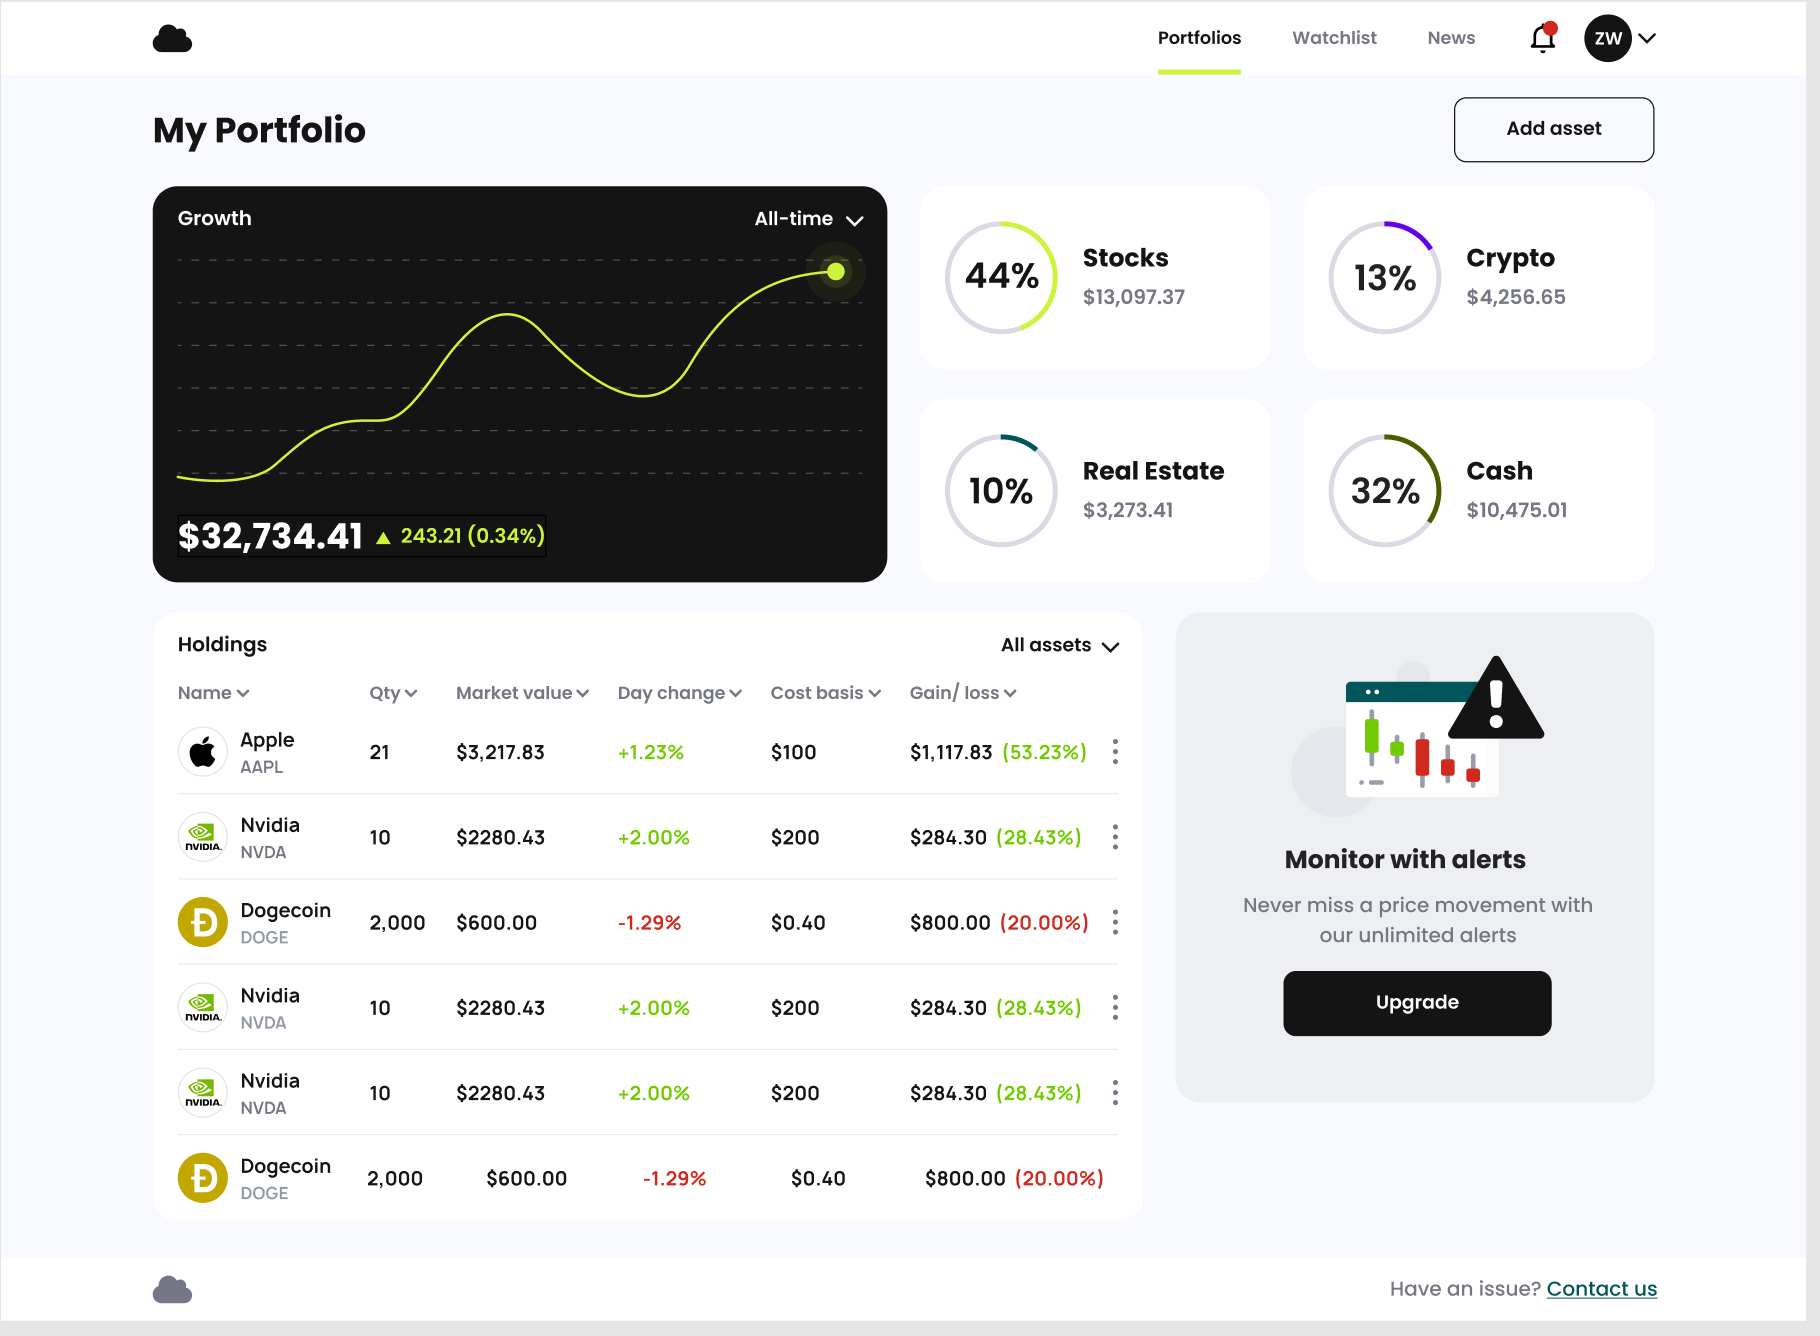 Portfolios Watchlist News ZW
My Portfolio
Add asset
Growth All-time
$32,734.41 ▲ 243.21 (0.34%)
44% Stocks
$13,097.37
13% Crypto
$4,256.65
10% Real Estate
$3,273.41
32% Cash
$10,475.01
Holdings All assets
Name Qty Market value Day change Cost basis Gain/ loss
Apple
AAPL
21 $3,217.83 +1.23% $100 $1,117.83 (53.23%)
NVIDIA.
Nvidia
NVDA
10 $2280.43 +2.00% $200 $284.30 (28.43%)
Dogecoin
DOGE
2,000 $600.00 -1.29% $0.40 $800.00 (20.00%)
NVIDIA.
Nvidia
NVDA
10 $2280.43 +2.00% $200 $284.30 (28.43%)
NVIDIA.
Nvidia
NVDA
10 $2280.43 +2.00% $200 $284.30 (28.43%)
Dogecoin
DOGE
2,000 $600.00 -1.29% $0.40 $800.00 (20.00%)
Monitor with alerts
Never miss a price movement with
our unlimited alerts
Upgrade
Have an issue? Contact us